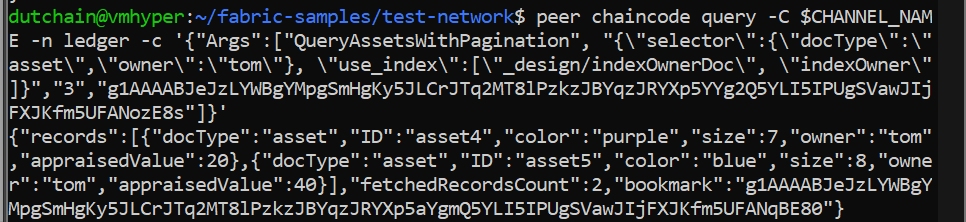 dutchain@vmhyper:~/fabric-samples/test-network$ peer chaincode query -C $CHANNEL_NAM
E -n ledger -c '{"Args":["QueryAssetsWithPagination", "{\"selector\":{\"docType\":\"
asset\",\"owner\":\"tom\"}, \"use_index\":[\"_design/indexOwnerDoc\", \"indexOwner\"
]}","3","g1AAAABJeJzLYWBgYMpgSmHgKy5JLCrJTq2MT8lPzkzJBYqzJRYXp5YYg2Q5YLI5IPUgSVawJIj
FXJKfm5UFANozE8s"]}'
{"records":[{"docType":"asset","ID":"asset4","color":"purple","size":7,"owner":"tom"
,"appraisedValue":20},{"docType":"asset","ID":"asset5","color":"blue","size":8,"owne
r":"tom","appraisedValue":40}],"fetchedRecordsCount":2,"bookmark":"g1AAAABJeJzLYWBgY
MpgSmHgKy5JLCrJTq2MT8lPzkzJBYqzJRYXp5aYgmQ5YLI5IPUgSVawJIjFXJKfm5UFANqBE80"}